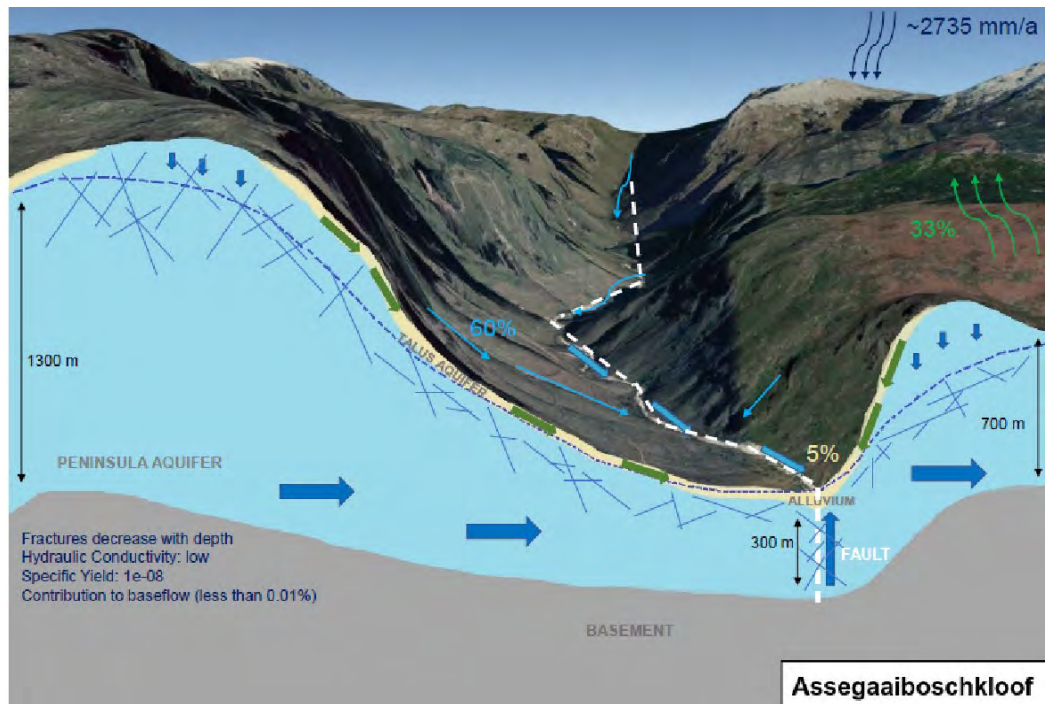 ~2735 mm/a
33%
60%
1300 m
TALUS AQUIFER
700 m
5%
PENINSULA AQUIFER
ALLUVIUM
300 m
FAULT
Fractures decrease with depth
Hydraulic Conductivity: low
Specific Yield: 1e-08
Contribution to baseflow (less than 0.01%)
BASEMENT
Assegaaiboschkloof